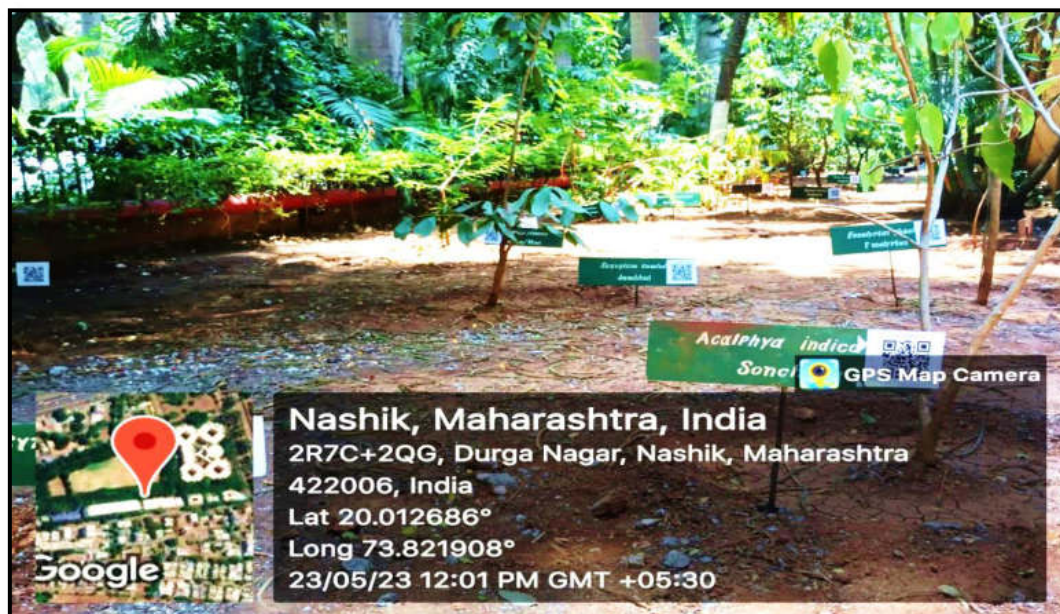 Acalphya indica
GPS Map Camera
Nashik, Maharashtra, India
2R7C+2QG, Durga Nagar, Nashik, Maharashtra
422006, India
Lat 20.012686°
Long 73.821908°
23/05/23 12:01 PM GMT +05:30
Google